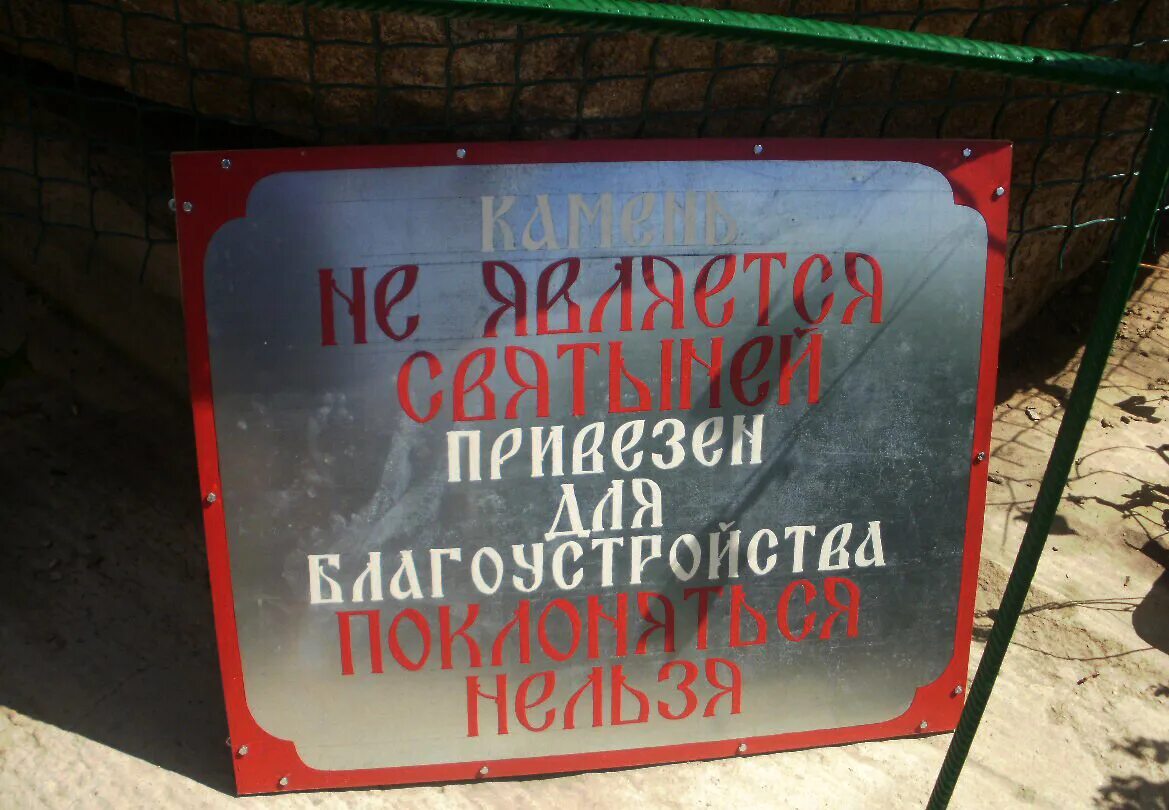 КАМЕНЬ
НЕ ЯВЛЯЕТСЯ
СВЯТЫНЕЙ
ПРИВЕЗЕН
ДЛЯ
БЛАГОУСТРОЙСТВА
ПОКЛОНЯТЬСЯ
НЕЛЬЗЯ